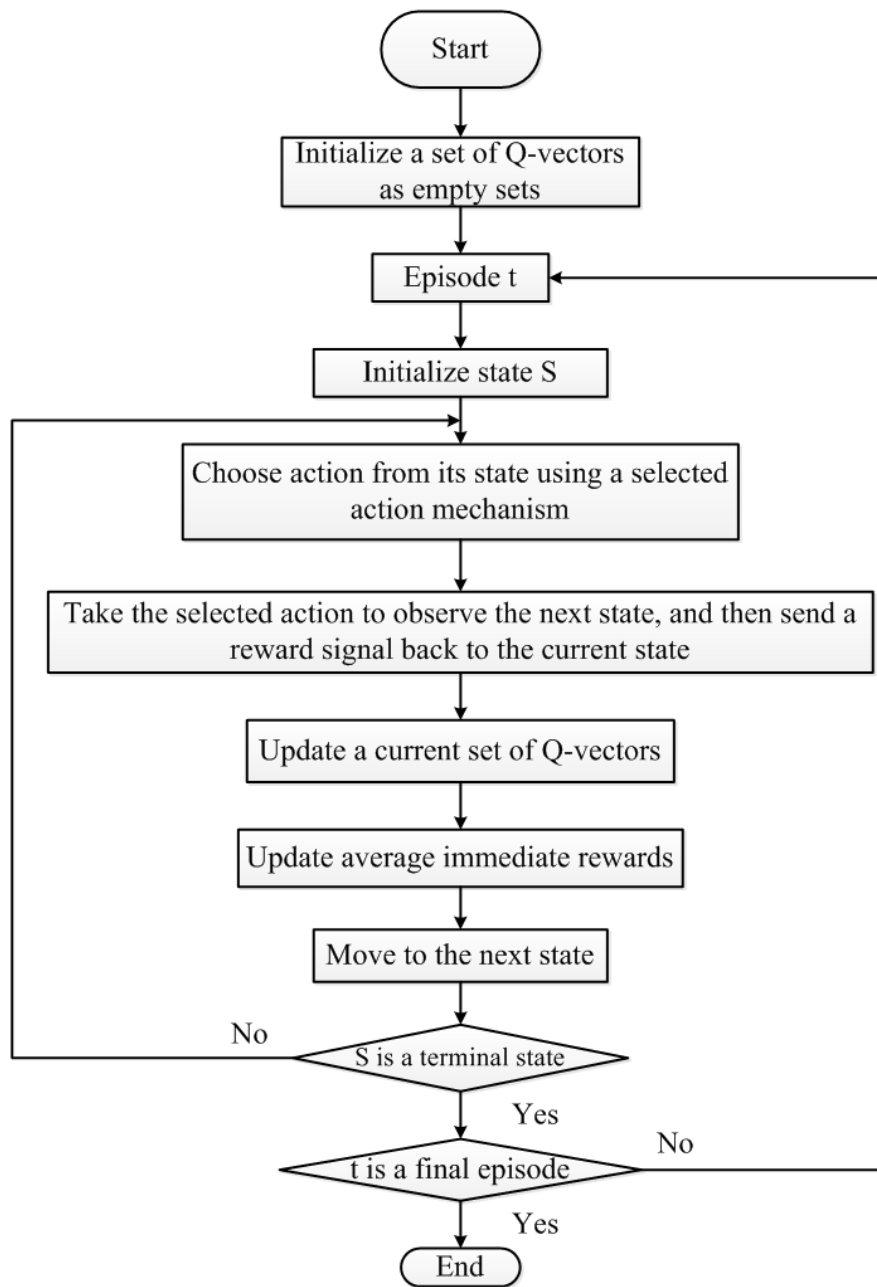 Start
Initialize a set of Q-vectors
as empty sets
Episode t
Initialize state S
Choose action from its state using a selected
action mechanism
Take the selected action to observe the next state, and then send a
reward signal back to the current state
Update a current set of Q-vectors
Update average immediate rewards
Move to the next state
No
S is a terminal state
Yes
No
t is a final episode
Yes
End